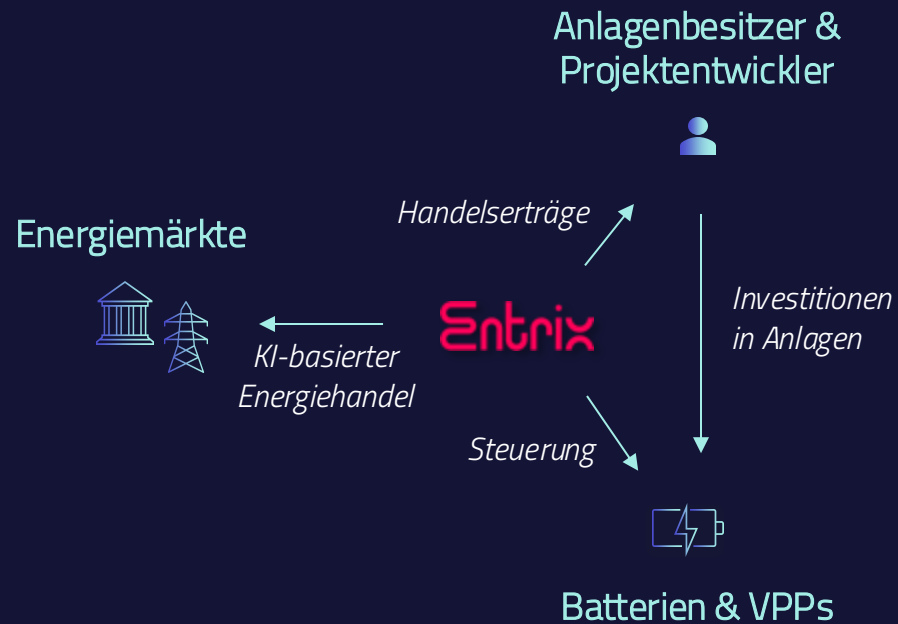 Anlagenbesitzer &
Projektentwickler
Handelserträge
Energiemärkte
Entrix
Investitionen
in Anlagen
KI-basierter
Energiehandel
Steuerung
Batterien & VPPs